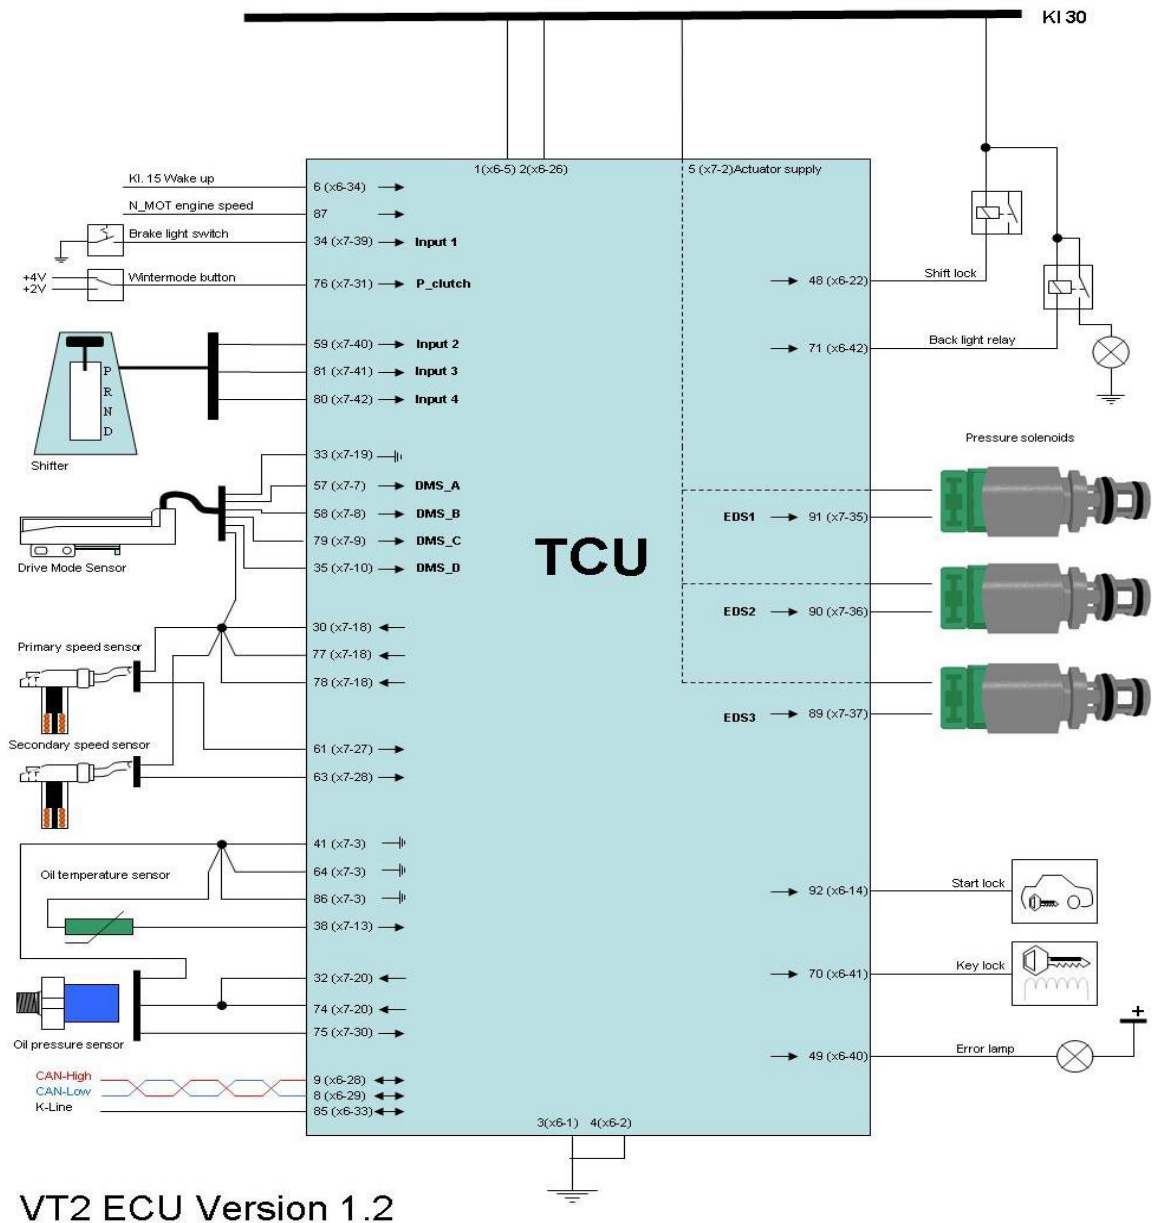 Kl 30
1(x6-5) 2(x6-26)
5 (x7-2)Actuator supply
Kl. 15 Wake up
6 (x6-34)
N_MOT engine speed
87
Brake light switch
34 (x7-39)
Input 1
+4V
+2V
Wintermode button
76 (x7-31)
P_clutch
48 (x6-22)
Shift lock
59 (x7-40)
Input 2
71 (x6-42)
Back light relay
P
R
N
D
81 (x7-41)
Input 3
80 (x7-42)
Input 4
Shifter
Pressure solenoids
33 (x7-19)
57 (x7-7)
DMS_A
58 (x7-8)
DMS_B
79 (x7-9)
DMS_C
35 (x7-10)
DMS_D
Drive Mode Sensor
TCU
EDS1
91 (x7-35)
EDS2
90 (x7-36)
EDS3
89 (x7-37)
30 (x7-18)
77 (x7-18)
78 (x7-18)
Primary speed sensor
Secondary speed sensor
61 (x7-27)
63 (x7-28)
41 (x7-3)
64 (x7-3)
86 (x7-3)
Oil temperature sensor
38 (x7-13)
92 (x6-14)
Start lock
32 (x7-20)
74 (x7-20)
75 (x7-30)
Oil pressure sensor
70 (x6-41)
Key lock
49 (x6-40)
Error lamp
+
CAN-High
9 (x6-28)
CAN-Low
8 (x6-29)
K-Line
85 (x6-33)
3(x6-1) 4(x6-2)
VT2 ECU Version 1.2